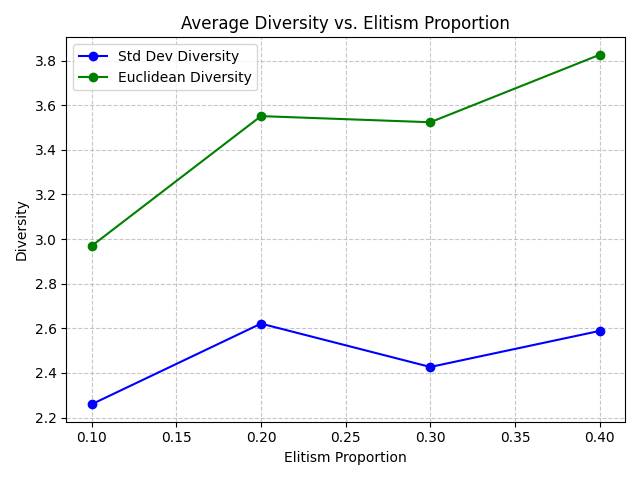 Average Diversity vs. Elitism Proportion
Std Dev Diversity
Euclidean Diversity
3.8
3.6
3.4
3.2
3.0
2.8
2.6
2.4
2.2
Diversity
0.10 0.15 0.20 0.25 0.30 0.35 0.40
Elitism Proportion